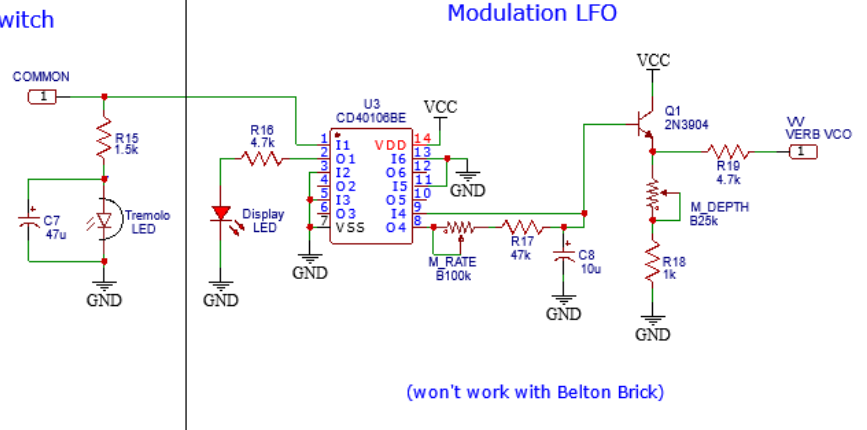 witch
Modulation LFO
COMMON
1
R15
1.5k
C7
47u
Tremolo
LED
GND
R16
4.7k
Display
LED
GND
U3
CD40106BE
1 I1 VDD 14
2 O1 I6 13
3 I2 O6 12
4 O2 I5 11
5 I3 O5 10
6 O3 I4 9
7 VSS O4 8
GND
VCC
GND
M_RATE
B100k
R17
47k
C8
10u
GND
VCC
Q1
2N3904
VV
VERB VCO
1
R19
4.7k
M_DEPTH
B25k
R18
1k
GND
(won't work with Belton Brick)